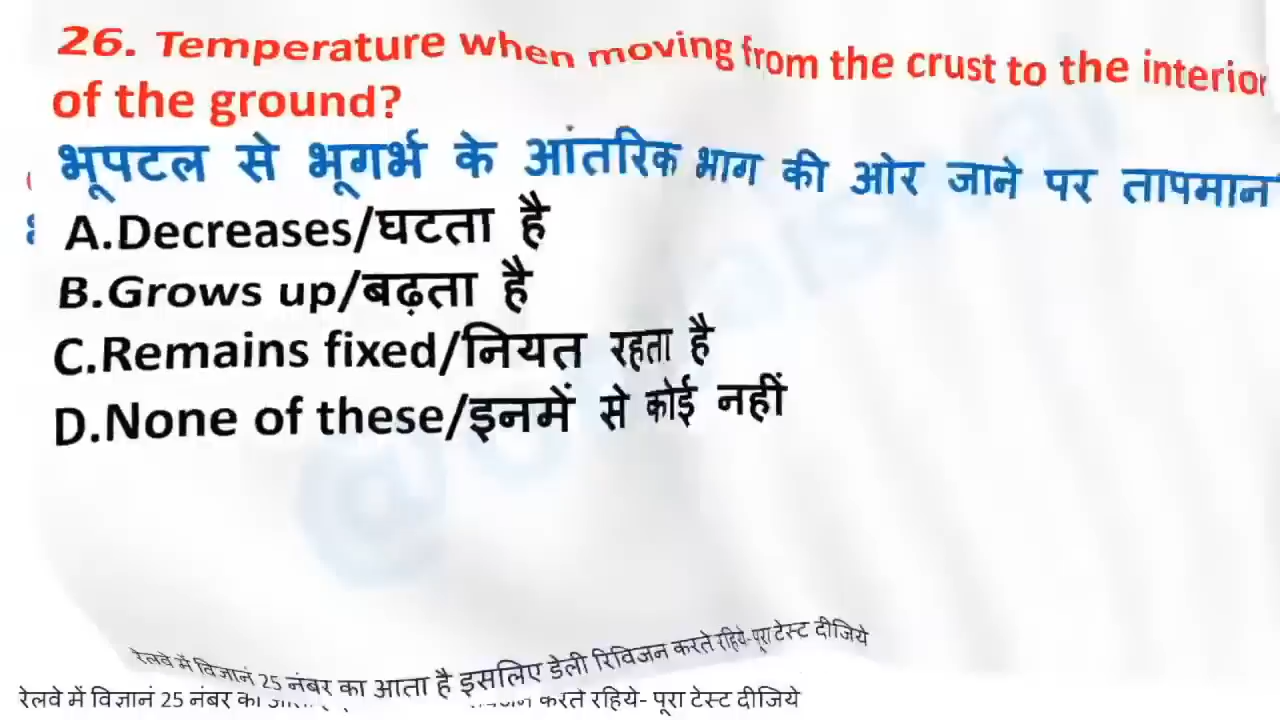 26. Temperature when moving from the crust to the interior
of the ground?
भूपटल से भूगर्भ के आंतरिक भाग की ओर जाने पर तापमान
A.Decreases/घटता है
B.Grows up/बढ़ता है
C.Remains fixed/नियत रहता है
D.None of these/इनमें से कोई नहीं
रेलवे में विज्ञानं 25 नंबर का आता है इसलिए डेली रिविजन करते रहिये-पूरा टेस्ट दीजिये
रेलवे में विज्ञानं 25 नंबर का करते रहिये- पूरा टेस्ट दीजिये